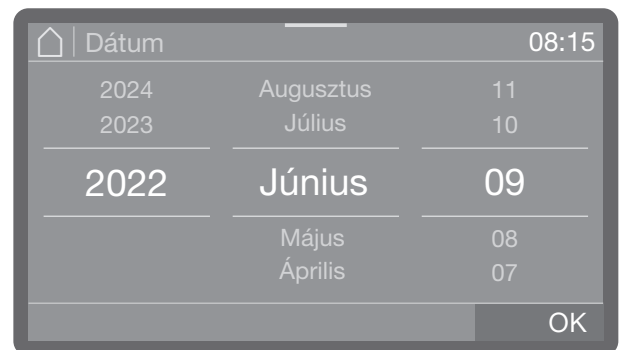 Dátum 08:15
2024 Augusztus 11
2023 Július 10
2022 Június 09
Május 08
Április 07
OK